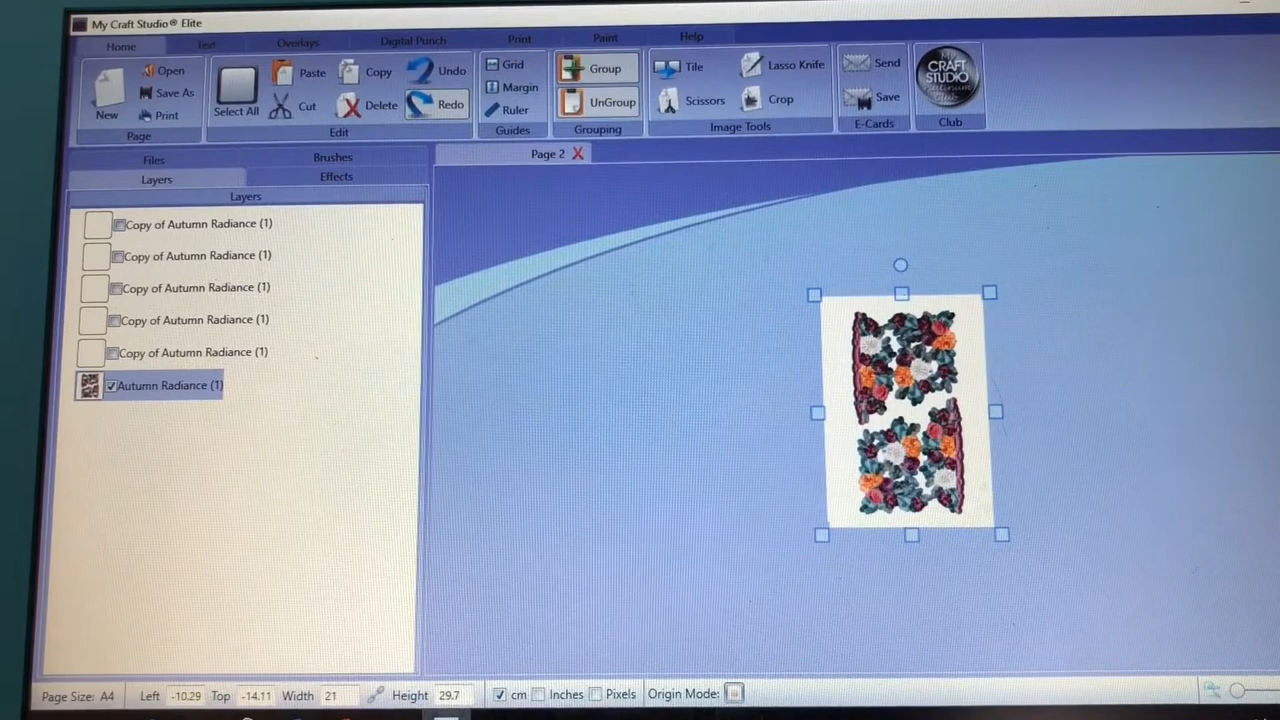 My Craft Studio® Elite
Home Text Overlays Digital Punch Print Paint Help
New Open Save As Print Page
Select All Paste Cut Copy Delete Undo Redo Edit
Grid Margin Ruler Guides
Group UnGroup Grouping
Tile Scissors Lasso Knife Crop Image Tools
Send Save E-Cards
MY CRAFT STUDIO Platinum Club Club
Files Brushes
Layers Effects
Layers
Page 2
Copy of Autumn Radiance (1)
Copy of Autumn Radiance (1)
Copy of Autumn Radiance (1)
Copy of Autumn Radiance (1)
Copy of Autumn Radiance (1)
Autumn Radiance (1)
Page Size: A4 Left -10.29 Top -14.11 Width 21 Height 29.7 cm Inches Pixels Origin Mode: